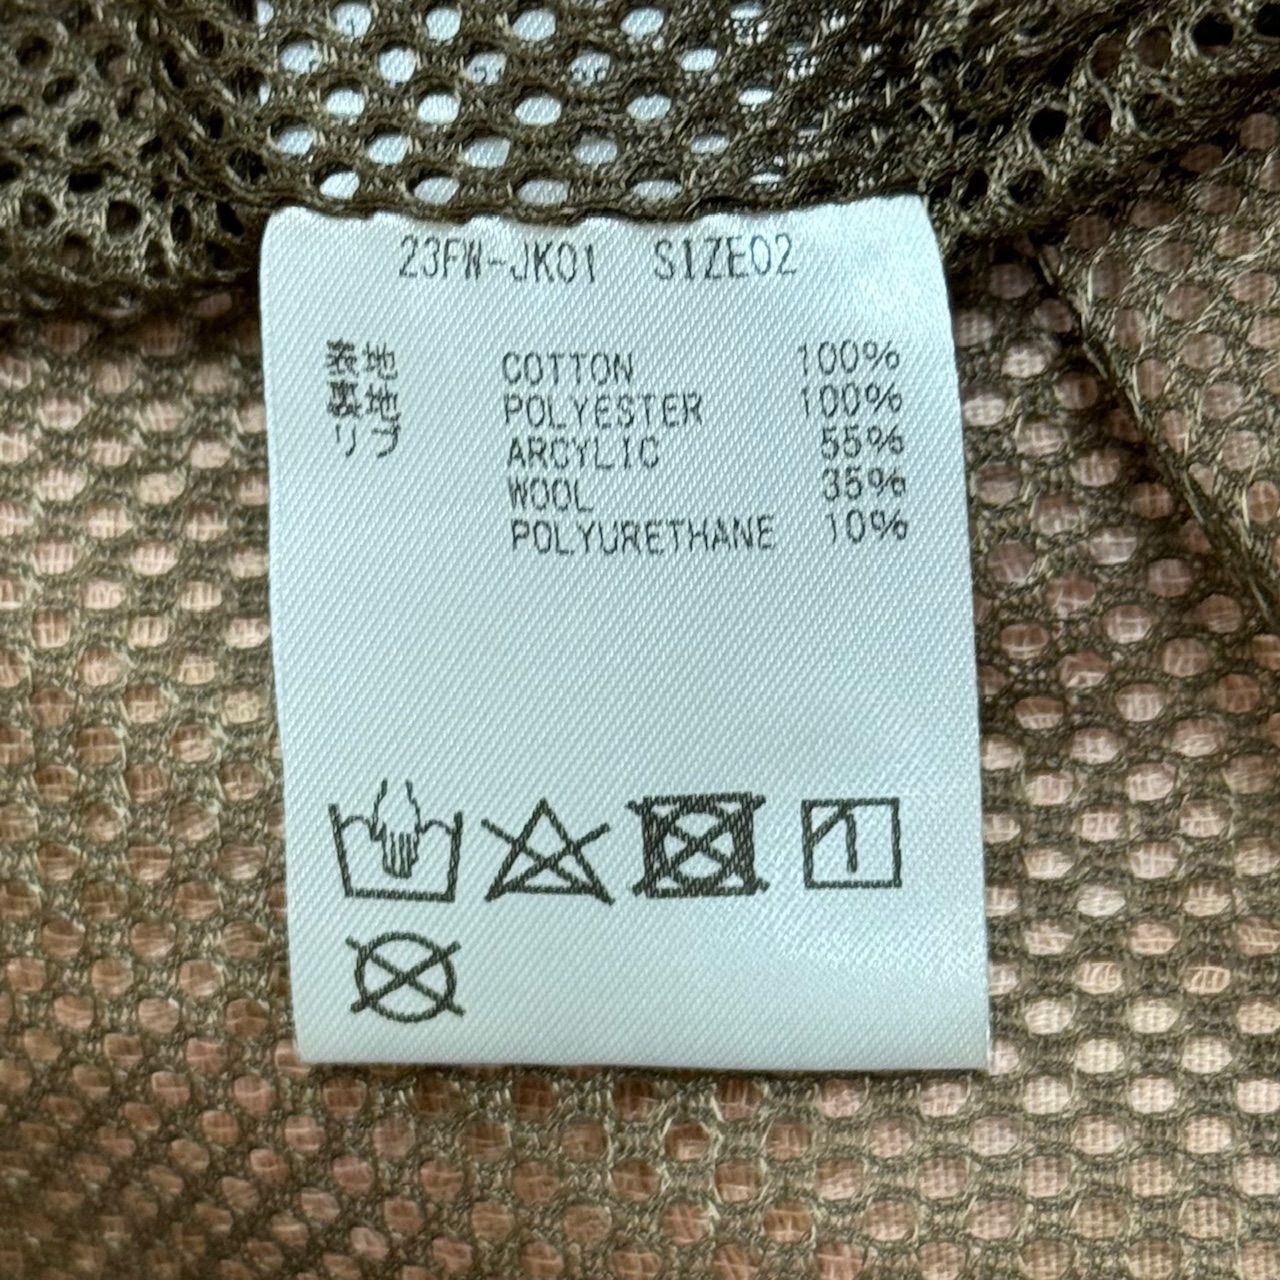 23FW-JK01 SIZE02
表地 COTTON 100%
裏地 POLYESTER 100%
リブ ARCYLIC 55%
WOOL 35%
POLYURETHANE 10%